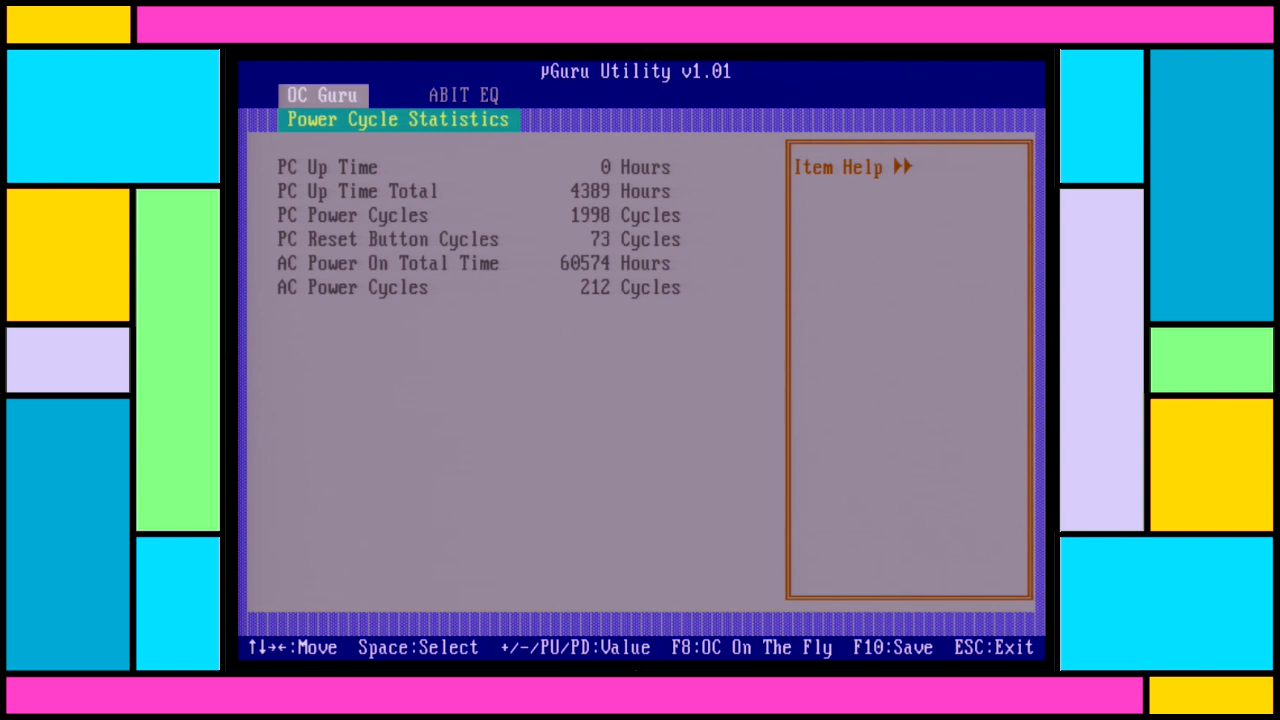 µGuru Utility v1.01
OC Guru ABIT EQ
Power Cycle Statistics
PC Up Time 0 Hours
PC Up Time Total 4389 Hours
PC Power Cycles 1998 Cycles
PC Reset Button Cycles 73 Cycles
AC Power On Total Time 60574 Hours
AC Power Cycles 212 Cycles
Item Help
↑↓→←:Move Space:Select +/-/PU/PD:Value F8:OC On The Fly F10:Save ESC:Exit